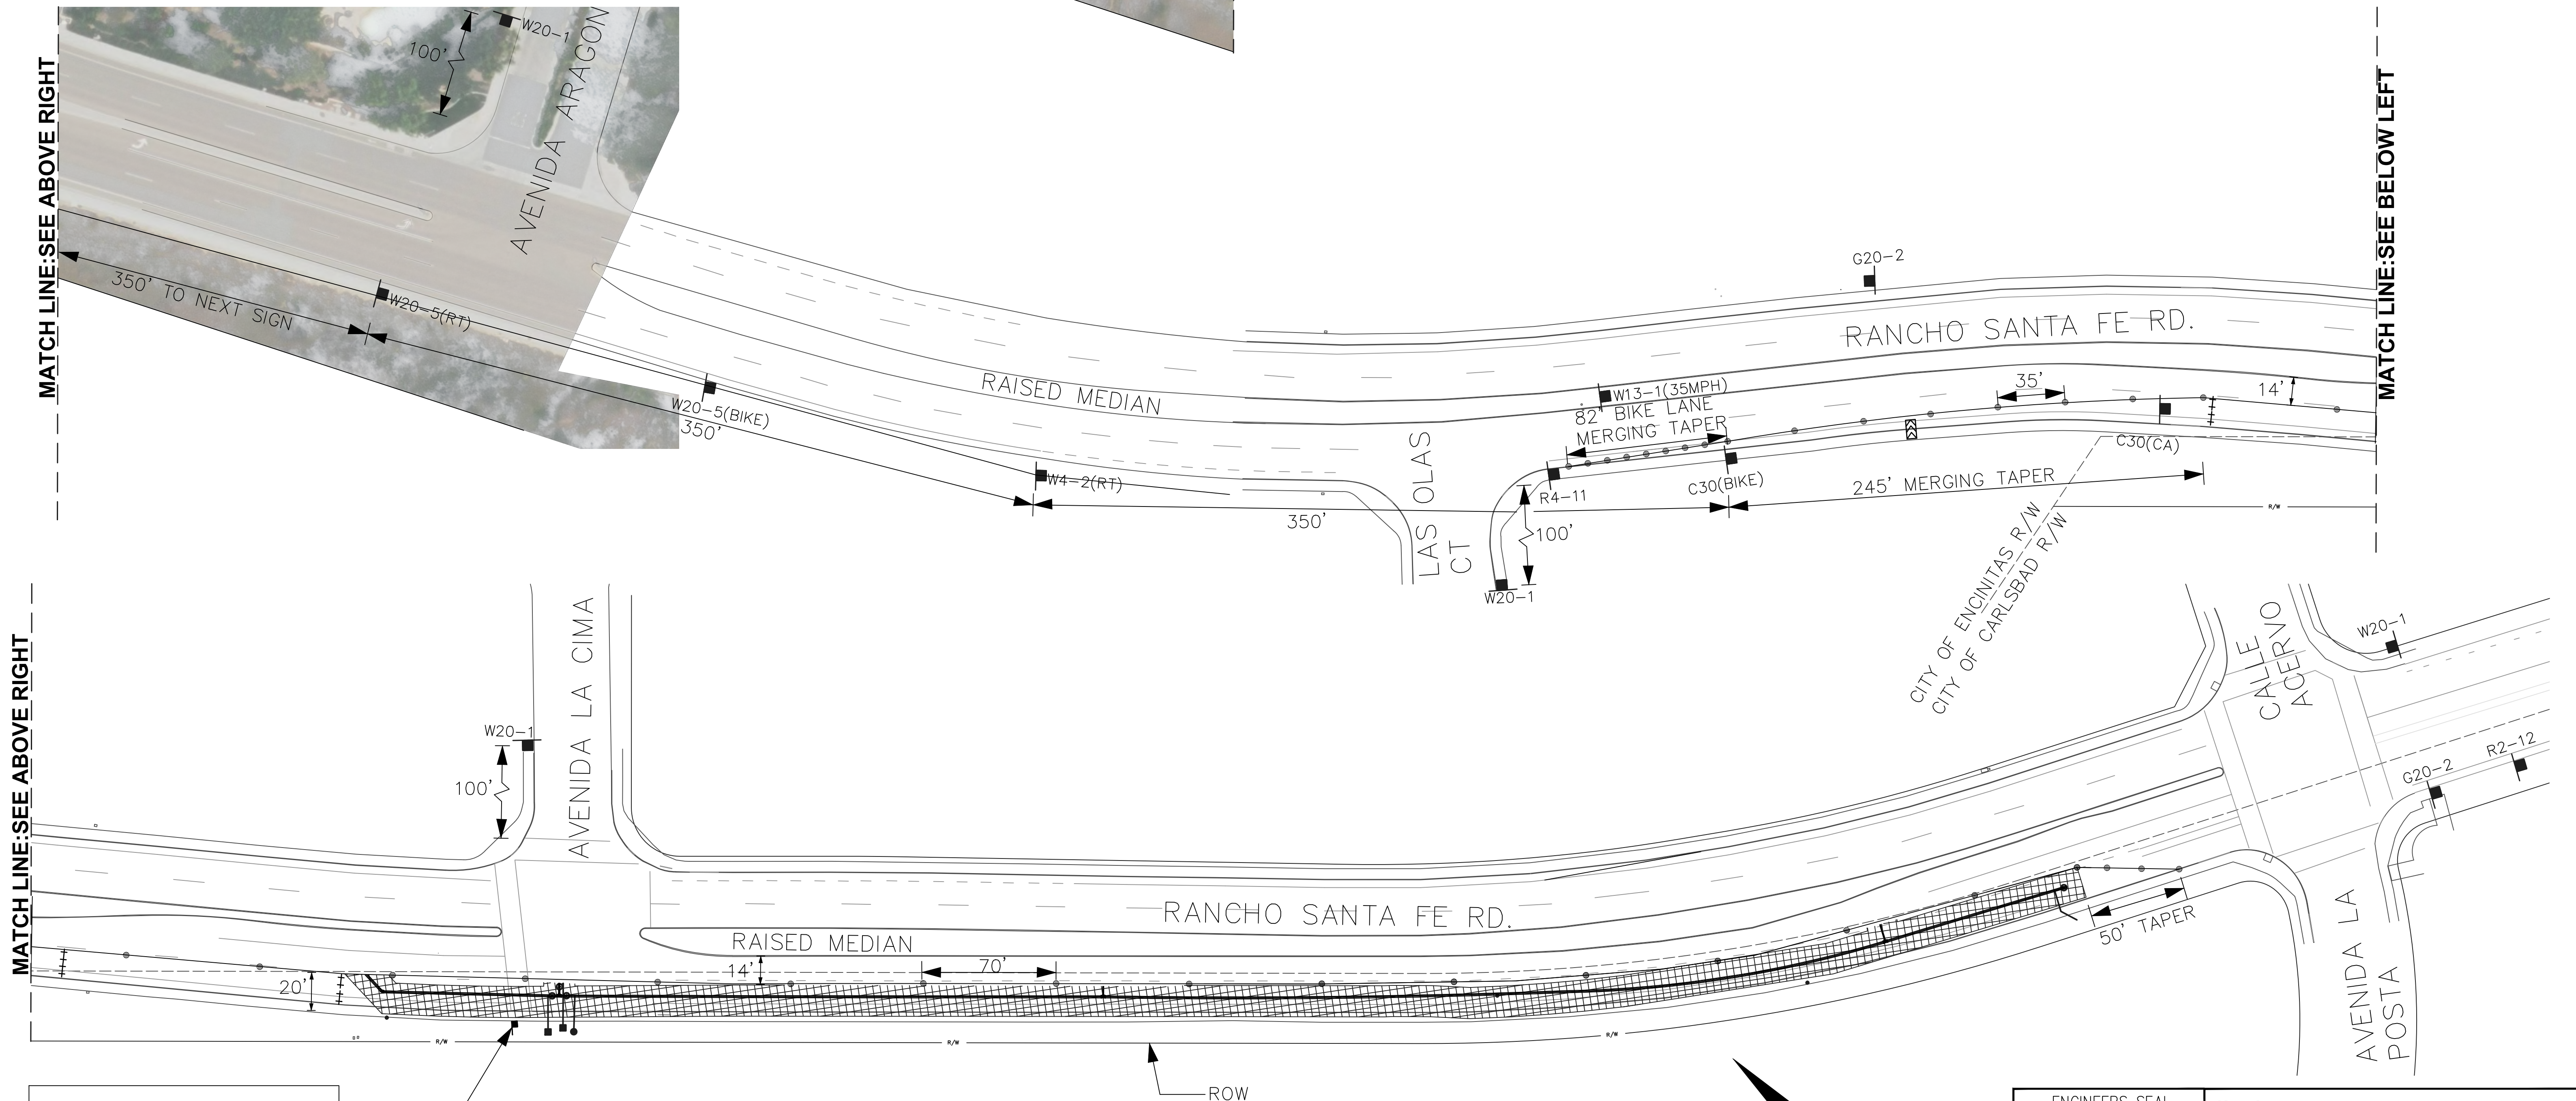 MATCH LINE:SEE ABOVE RIGHT
100'
W20-1
AVENIDA ARAGON
350' TO NEXT SIGN
W20-5(RT)
W20-5(BIKE)
350'
RAISED MEDIAN
W4-2(RT)
350'
LAS OLAS
CT
100'
W20-1
R4-11
W13-1(35MPH)
82' BIKE LANE
MERGING TAPER
C30(BIKE)
G20-2
RANCHO SANTA FE RD.
35'
14'
C30(CA)
245' MERGING TAPER
R/W
CITY OF ENCINITAS R/W
CITY OF CARLSBAD R/W
MATCH LINE:SEE BELOW LEFT
MATCH LINE:SEE ABOVE RIGHT
W20-1
100'
AVENIDA LA CIMA
20'
RAISED MEDIAN
14'
70'
RANCHO SANTA FE RD.
R/W
R/W
R/W
ROW
50' TAPER
CALLE
ACERVO
W20-1
G20-2
R2-12
AVENIDA LA
POSTA
ENGINEERS SEAL